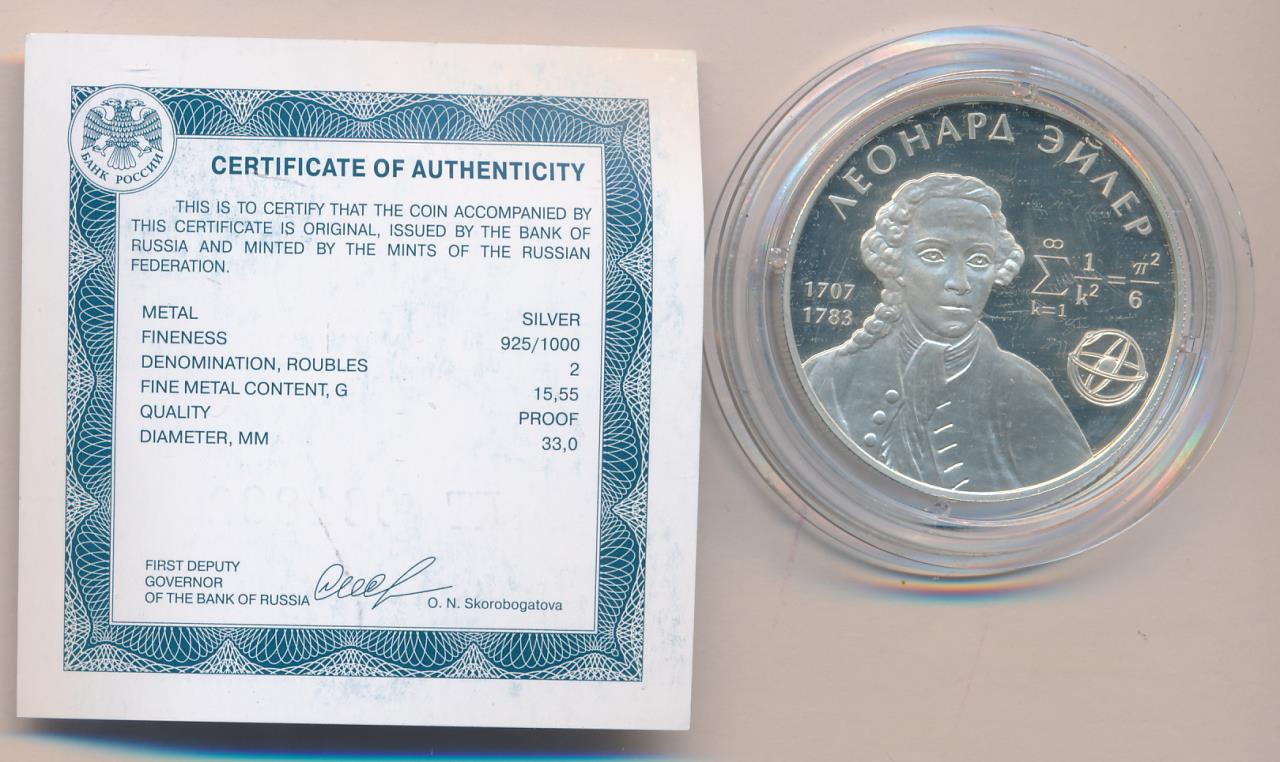 БАНК РОССИИ
CERTIFICATE OF AUTHENTICITY
THIS IS TO CERTIFY THAT THE COIN ACCOMPANIED BY
THIS CERTIFICATE IS ORIGINAL, ISSUED BY THE BANK OF
RUSSIA AND MINTED BY THE MINTS OF THE RUSSIAN
FEDERATION.
METAL SILVER
FINENESS 925/1000
DENOMINATION, ROUBLES 2
FINE METAL CONTENT, G 15,55
QUALITY PROOF
DIAMETER, MM 33,0
FIRST DEPUTY
GOVERNOR
OF THE BANK OF RUSSIA O. N. Skorobogatova
ЛЕОНАРД ЭЙЛЕР
1707
1783
∞ ∑ k=1 1/k² = π²/6